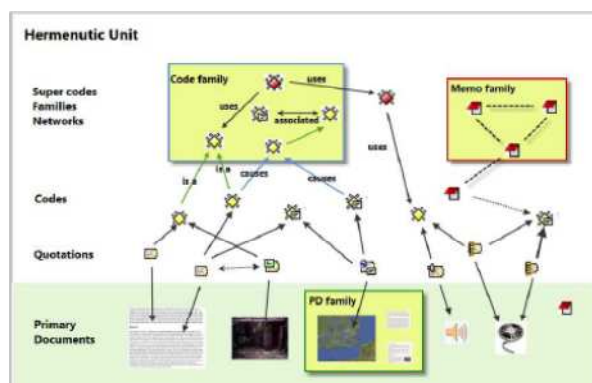 Hermenutic Unit
Code family
uses
Super codes
Families
Networks
uses
associated
Memo family
uses
is a
is a
causes
causes
Codes
Quotations
PD family
Primary
Documents